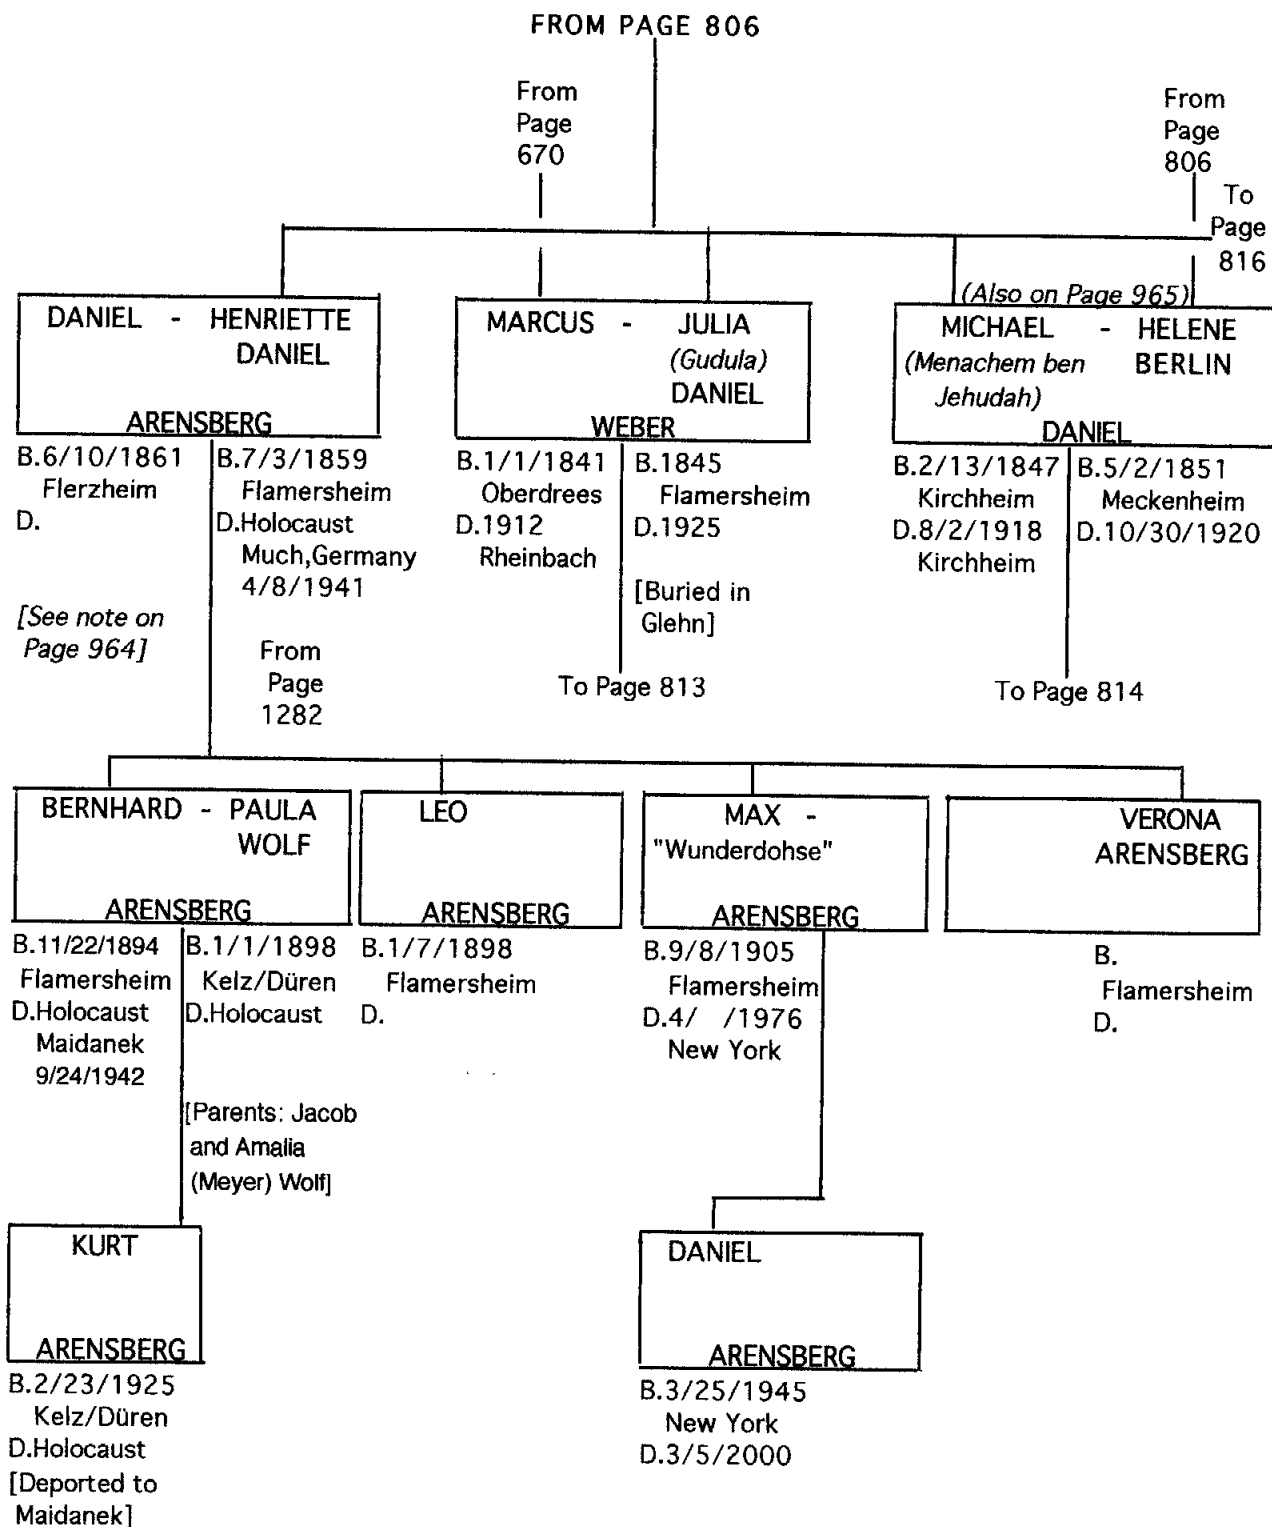 FROM PAGE 806
From
Page
670
From
Page
806
To
Page
816
DANIEL - HENRIETTE
DANIEL
ARENSBERG
B.6/10/1861
Flerzheim
D.
[See note on
Page 964]
B.7/3/1859
Flamersheim
D.Holocaust
Much,Germany
4/8/1941
MARCUS - JULIA
(Gudula)
DANIEL
WEBER
B.1/1/1841
Oberdrees
D.1912
Rheinbach
B.1845
Flamersheim
D.1925
[Buried in
Glehn]
To Page 813
(Also on Page 965)
MICHAEL - HELENE
(Menachem ben BERLIN
Jehudah)
DANIEL
B.2/13/1847
Kirchheim
D.8/2/1918
Kirchheim
B.5/2/1851
Meckenheim
D.10/30/1920
To Page 814
From
Page
1282
BERNHARD - PAULA
WOLF
ARENSBERG
B.11/22/1894
Flamersheim
D.Holocaust
Maidanek
9/24/1942
B.1/1/1898
Kelz/Düren
D.Holocaust
[Parents: Jacob
and Amalia
(Meyer) Wolf]
LEO
ARENSBERG
B.1/7/1898
Flamersheim
D.
MAX -
"Wunderdohse"
ARENSBERG
B.9/8/1905
Flamersheim
D.4/ /1976
New York
VERONA
ARENSBERG
B.
Flamersheim
D.
KURT
ARENSBERG
B.2/23/1925
Kelz/Düren
D.Holocaust
[Deported to
Maidanek]
DANIEL
ARENSBERG
B.3/25/1945
New York
D.3/5/2000